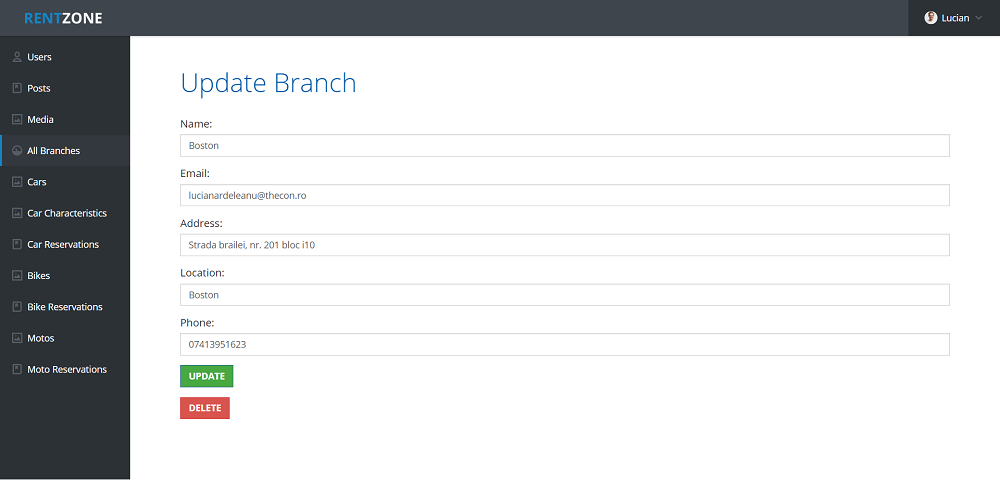 RENTZONE
Lucian
Users
Posts
Media
All Branches
Cars
Car Characteristics
Car Reservations
Bikes
Bike Reservations
Motos
Moto Reservations
Update Branch
Name:
Boston
Email:
lucianardeleanu@thecon.ro
Address:
Strada brailei, nr. 201 bloc i10
Location:
Boston
Phone:
07413951623
UPDATE
DELETE